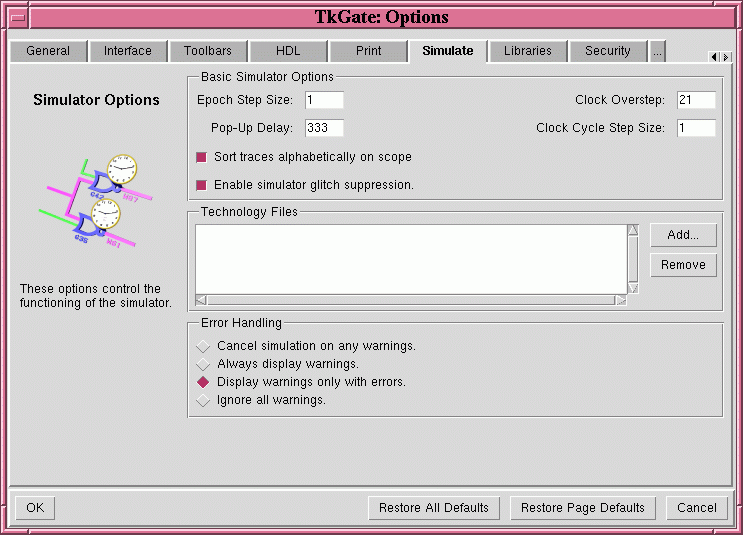 TkGate: Options
General Interface Toolbars HDL Print Simulate Libraries Security ...
Simulator Options
These options control the
functioning of the simulator.
Basic Simulator Options
Epoch Step Size: 1 Clock Overstep: 21
Pop-Up Delay: 333 Clock Cycle Step Size: 1
Sort traces alphabetically on scope
Enable simulator glitch suppression.
Technology Files
Add...
Remove
Error Handling
Cancel simulation on any warnings.
Always display warnings.
Display warnings only with errors.
Ignore all warnings.
OK Restore All Defaults Restore Page Defaults Cancel